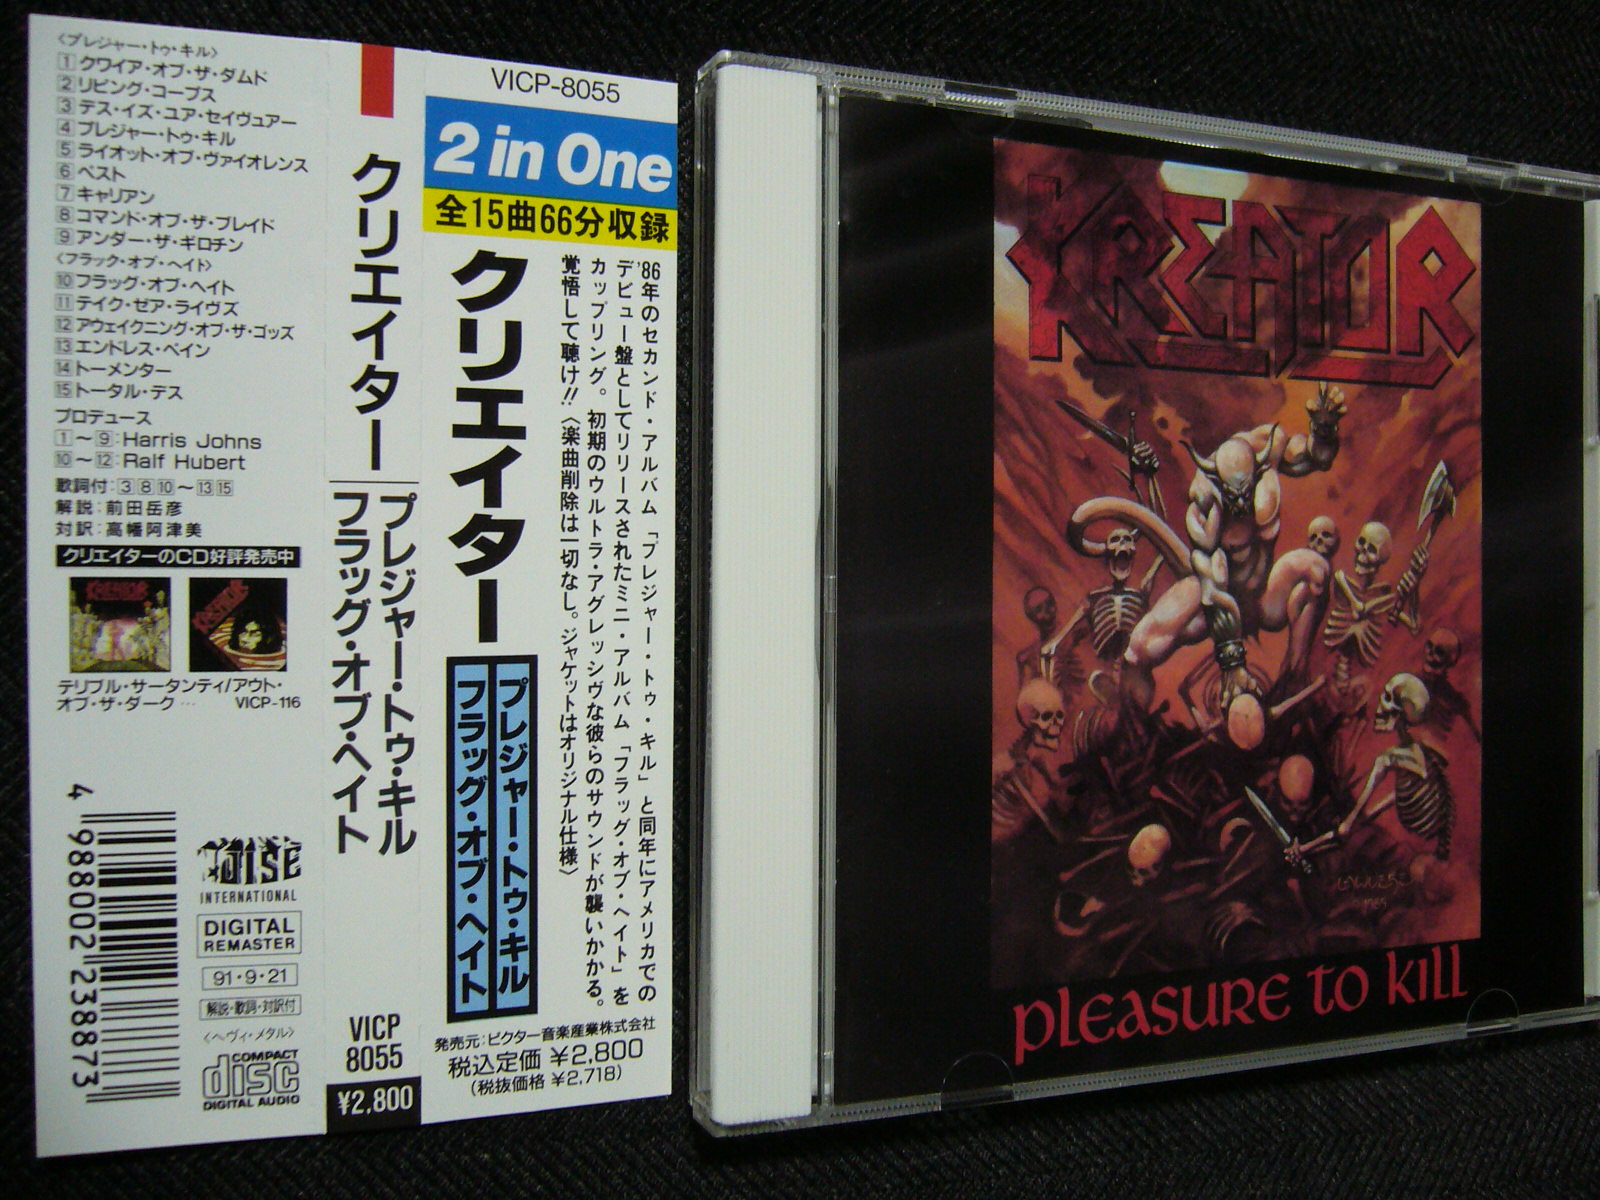 〈プレジャー・トゥ・キル〉
1 クワイア・オブ・ザ・ダムド
2 リビング・コープス
3 デス・イズ・ユア・セイヴュアー
4 プレジャー・トゥ・キル
5 ライオット・オブ・ヴァイオレンス
6 ペスト
7 キャリアン
8 コマンド・オブ・ザ・ブレイド
9 アンダー・ザ・ギロチン
〈フラック・オブ・ヘイト〉
10 フラッグ・オブ・ヘイト
11 テイク・ゼア・ライヴズ
12 アウェイクニング・オブ・ザ・ゴッズ
13 エンドレス・ペイン
14 トーメンター
15 トータル・デス
プロデュース
1〜9:Harris Johns
10〜12:Ralf Hubert
歌詞付:3 8 10〜13 15
解説:前田岳彦
対訳:高幡阿津美
クリエイターのCD好評発売中
KREATOR
KREATOR
テリブル・サータンティ/アウト・
オブ・ザ・ダーク… VICP-116
4 988002 238873
NOISE
INTERNATIONAL
DIGITAL
REMASTER
91・9・21
解説・歌詞・対訳付
〈ヘヴィ・メタル〉
COMPACT
disc
DIGITAL AUDIO
クリエイター
プレジャー・トゥ・キル
フラッグ・オブ・ヘイト
VICP
8055
¥2,800
VICP-8055
2 in One
全15曲66分収録
クリエイター
プレジャー・トゥ・キル
フラッグ・オブ・ヘイト
'86年のセカンド・アルバム「プレジャー・トゥ・キル」と同年にアメリカでの
デビュー盤としてリリースされたミニ・アルバム「フラッグ・オブ・ヘイト」を
カップリング。初期のウルトラ・アグレッシヴな彼らのサウンドが襲いかかる。
覚悟して聴け!!〈楽曲削除は一切なし。ジャケットはオリジナル仕様〉
発売元:ビクター音楽産業株式会社
税込定価 ¥2,800
(税抜価格 ¥2,718)
KREATOR
PLEASURE TO KILL